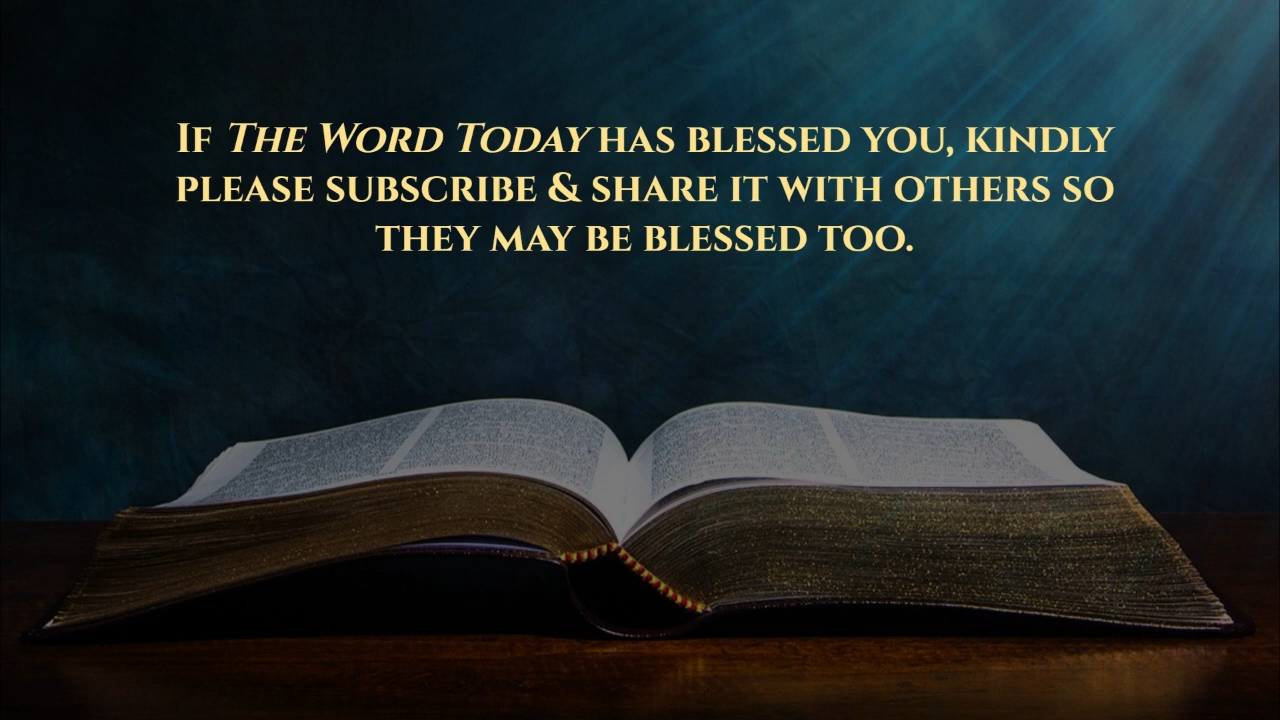 If The Word Today has blessed you, kindly
please subscribe & share it with others so
they may be blessed too.